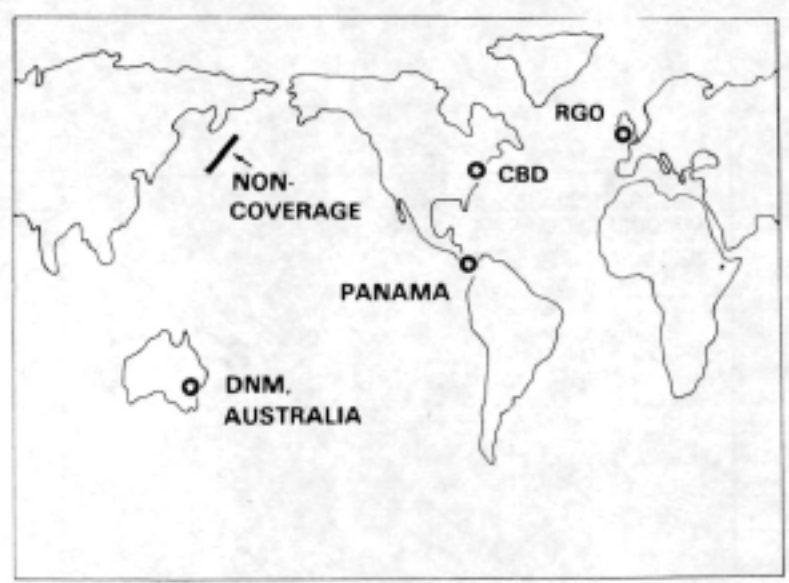 RGO
CBD
NON-
COVERAGE
PANAMA
DNM,
AUSTRALIA